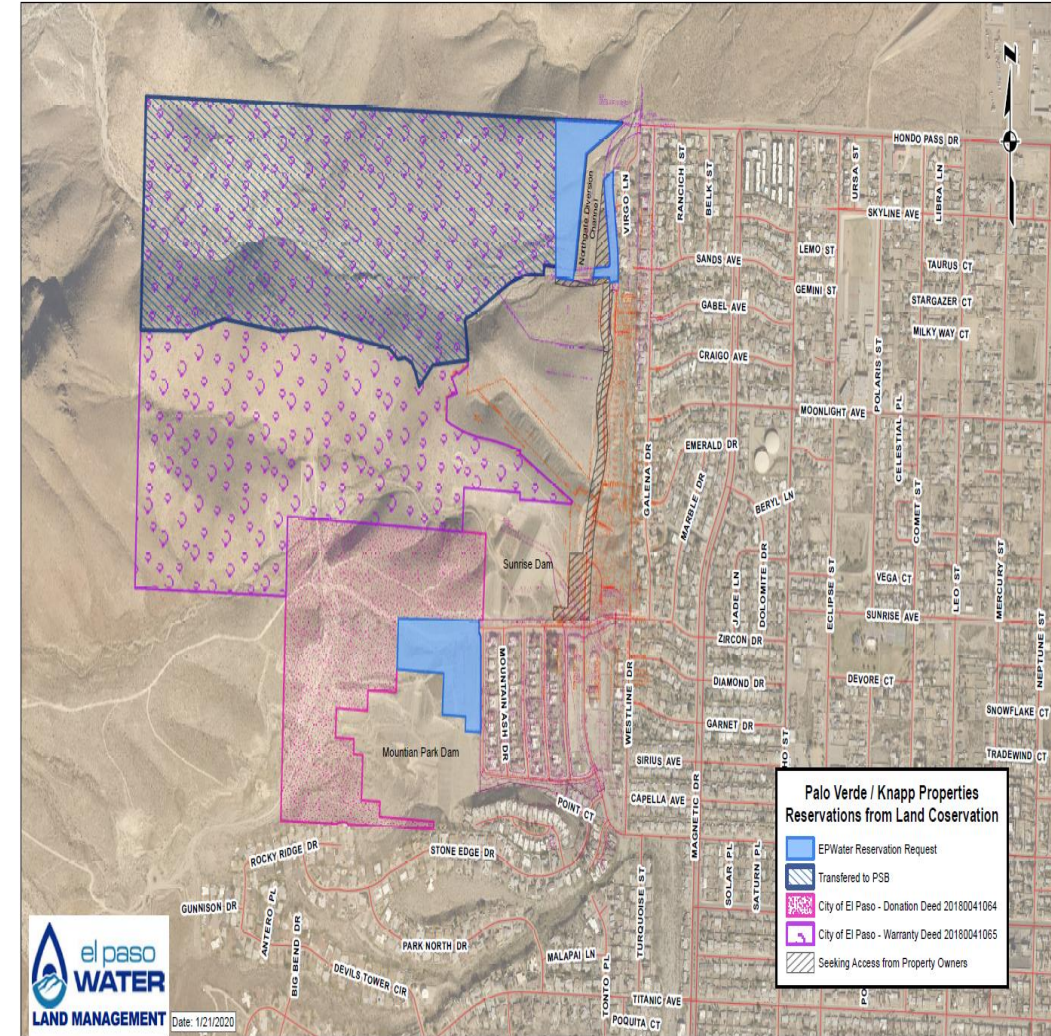 HONDO PASS DR
RANCICH ST
BELK ST
URSA ST
LIBRA LN
VIRGO LN
SKYLINE AVE
Northgate Diversion
Channel
SANDS AVE
LEMO ST
TAURUS CT
GEMINI ST
STARGAZER CT
GABEL AVE
MILKY WAY CT
CRAIGO AVE
POLARIS ST
MOONLIGHT AVE
CELESTIAL PL
EMERALD DR
GALENA DR
MARBLE DR
BERYL LN
COMET ST
Sunrise Dam
JADE LN
DOLOMITE DR
ECLIPSE ST
VEGA CT
LEO ST
MERCURY ST
SUNRISE AVE
NEPTUNE ST
ZIRCON DR
MOUNTAIN ASH DR
WESTLINE DR
DIAMOND DR
DEVORE CT
SNOWFLAKE CT
GARNET DR
Mountian Park Dam
SIRIUS AVE
HO ST
TRADEWIND CT
MAGNETIC DR
CAPELLA AVE
POINT CT
ROCKY RIDGE DR
STONE EDGE DR
SOLAR PL
SATURN PL
GUNNISON DR
ANTERO PL
BIG BEND DR
PARK NORTH DR
MALAPAI LN
TURQUOISE ST
DEVILS TOWER CIR
TONTO PL
TITANIC AVE
POQUITA CT
PO
Palo Verde / Knapp Properties
Reservations from Land Coservation
EPWater Reservation Request
Transfered to PSB
City of El Paso - Donation Deed 20180041064
City of El Paso - Warranty Deed 20180041065
Seeking Access from Property Owners
el paso
WATER
LAND MANAGEMENT
Date: 1/21/2020
Z